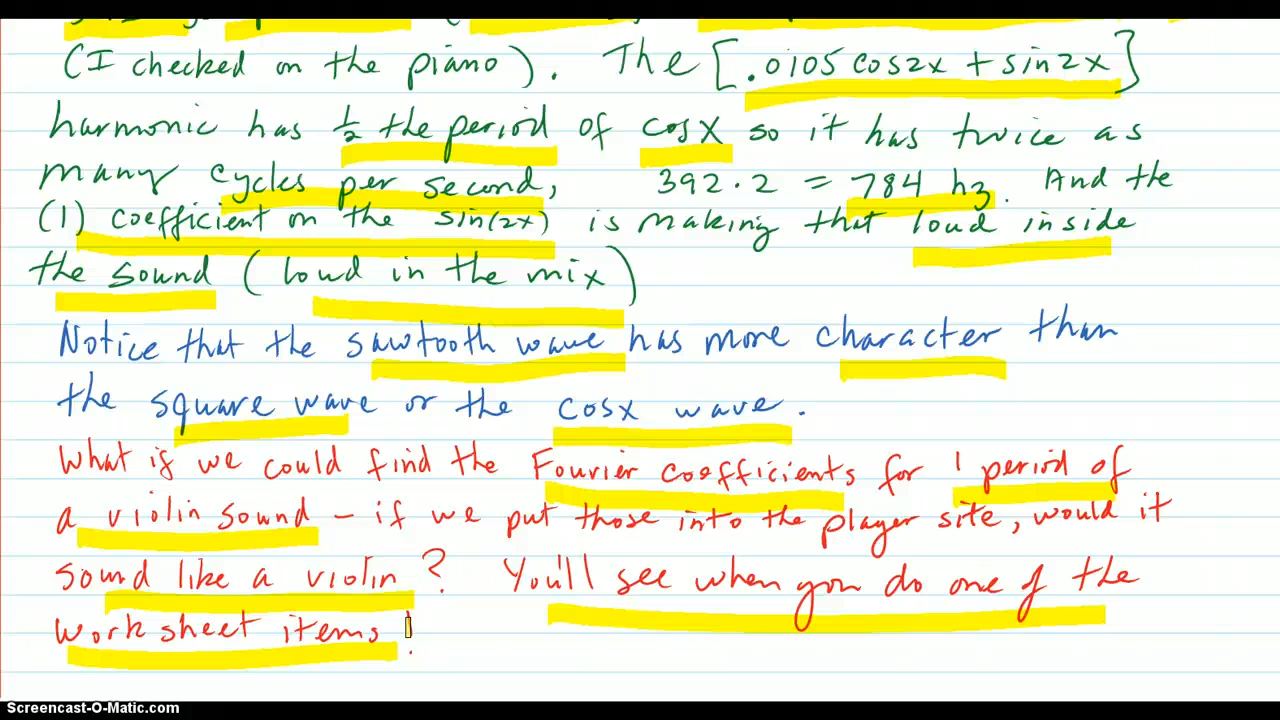 (I checked on the piano). The [.0105 cos2x + sin2x]
harmonic has 1/2 the period of cosx so it has twice as
many cycles per second, 392·2 = 784 hz. And the
(1) coefficient on the sin(2x) is making that loud inside
the sound (loud in the mix)
Notice that the sawtooth wave has more character than
the square wave or the cosx wave.
What if we could find the Fourier coefficients for 1 period of
a violin sound – if we put those into the player site, would it
sound like a violin? You'll see when you do one of the
worksheet items!
Screencast-O-Matic.com